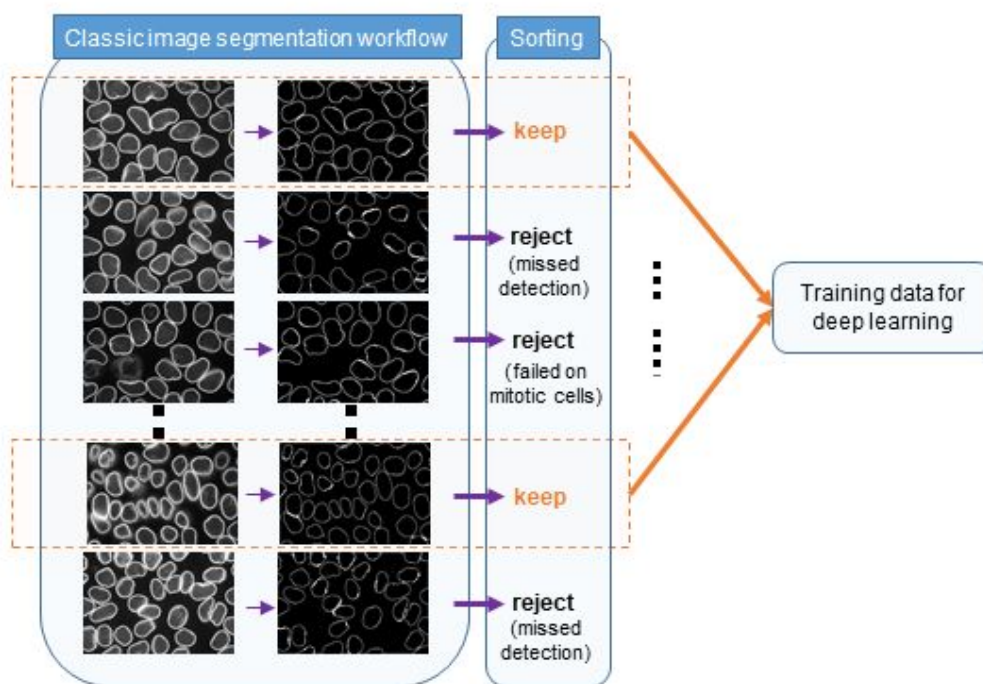 Classic image segmentation workflow
Sorting
keep
reject
(missed
detection)
reject
(failed on
mitotic cells)
Training data for
deep learning
keep
reject
(missed
detection)